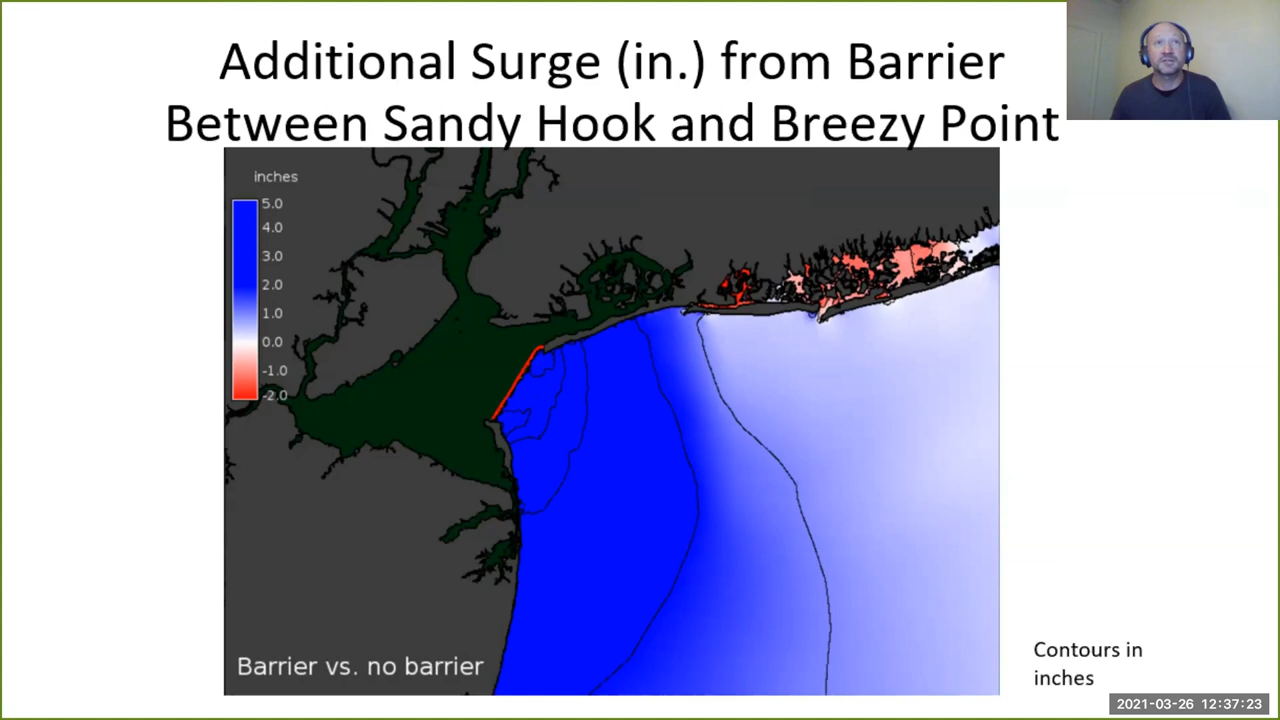 Additional Surge (in.) from Barrier
Between Sandy Hook and Breezy Point
inches
5.0
4.0
3.0
2.0
1.0
0.0
-1.0
-2.0
Barrier vs. no barrier
Contours in
inches
2021-03-26 12:37:23